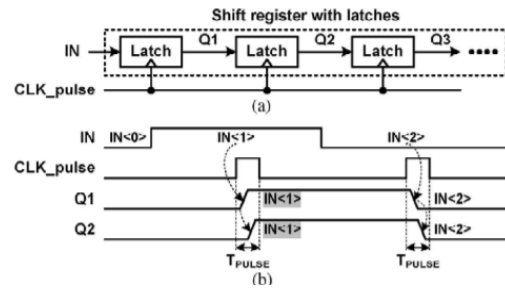 Shift register with latches
IN Latch Q1 Latch Q2 Latch Q3
CLK_pulse
(a)
IN IN<0> IN<1> IN<2>
CLK_pulse
Q1 IN<1> IN<2>
Q2 IN<1> IN<2>
TPULSE TPULSE
(b)